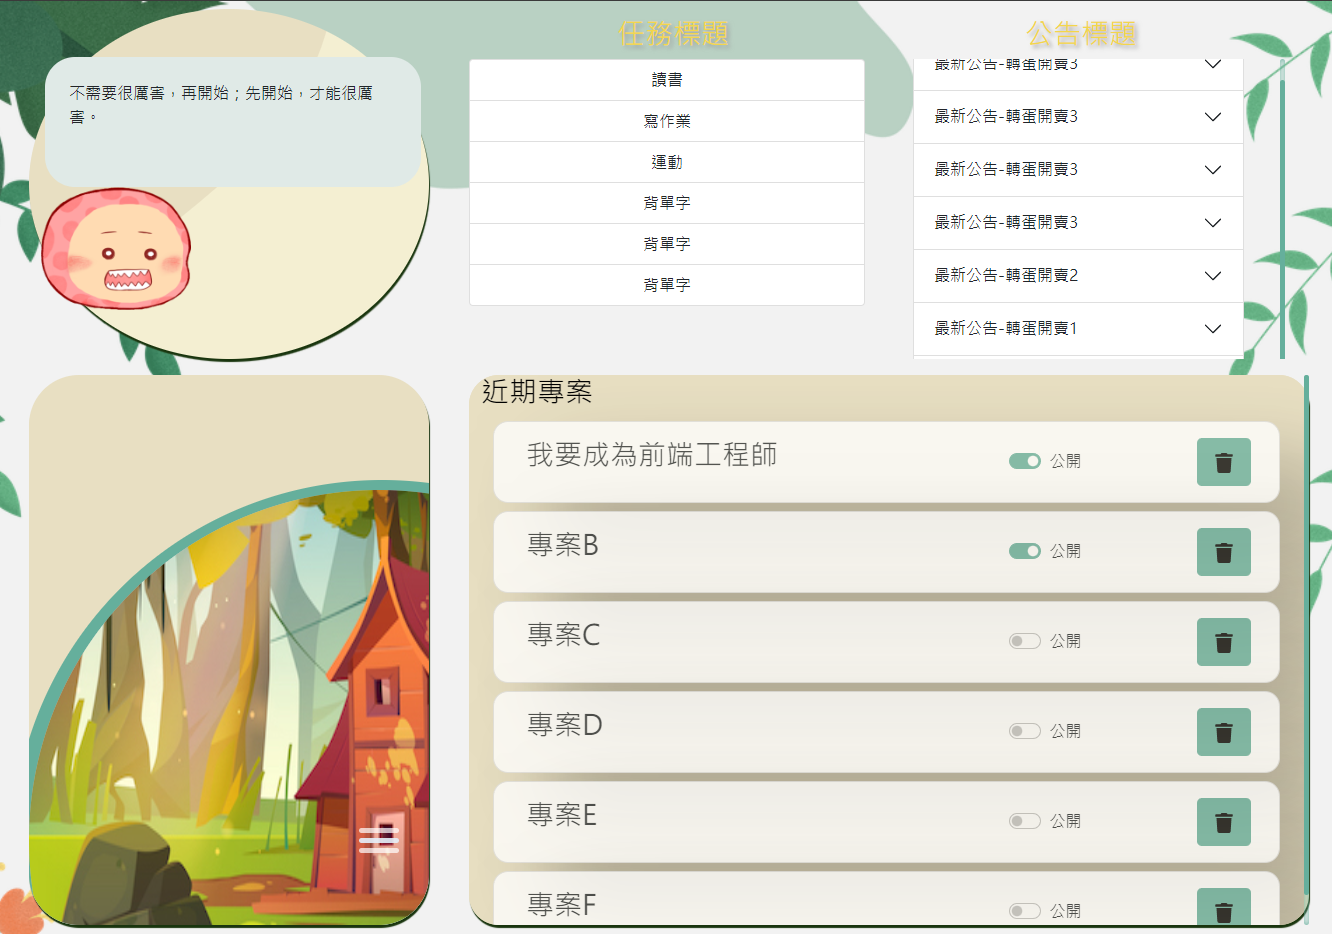 不需要很厲害，再開始；先開始，才能很厲
害。
任務標題
讀書
寫作業
運動
背單字
背單字
背單字
公告標題
最新公告-轉蛋開賣3
最新公告-轉蛋開賣3
最新公告-轉蛋開賣3
最新公告-轉蛋開賣3
最新公告-轉蛋開賣2
最新公告-轉蛋開賣1
近期專案
我要成為前端工程師
公開
專案B
公開
專案C
公開
專案D
公開
專案E
公開
專案F
公開